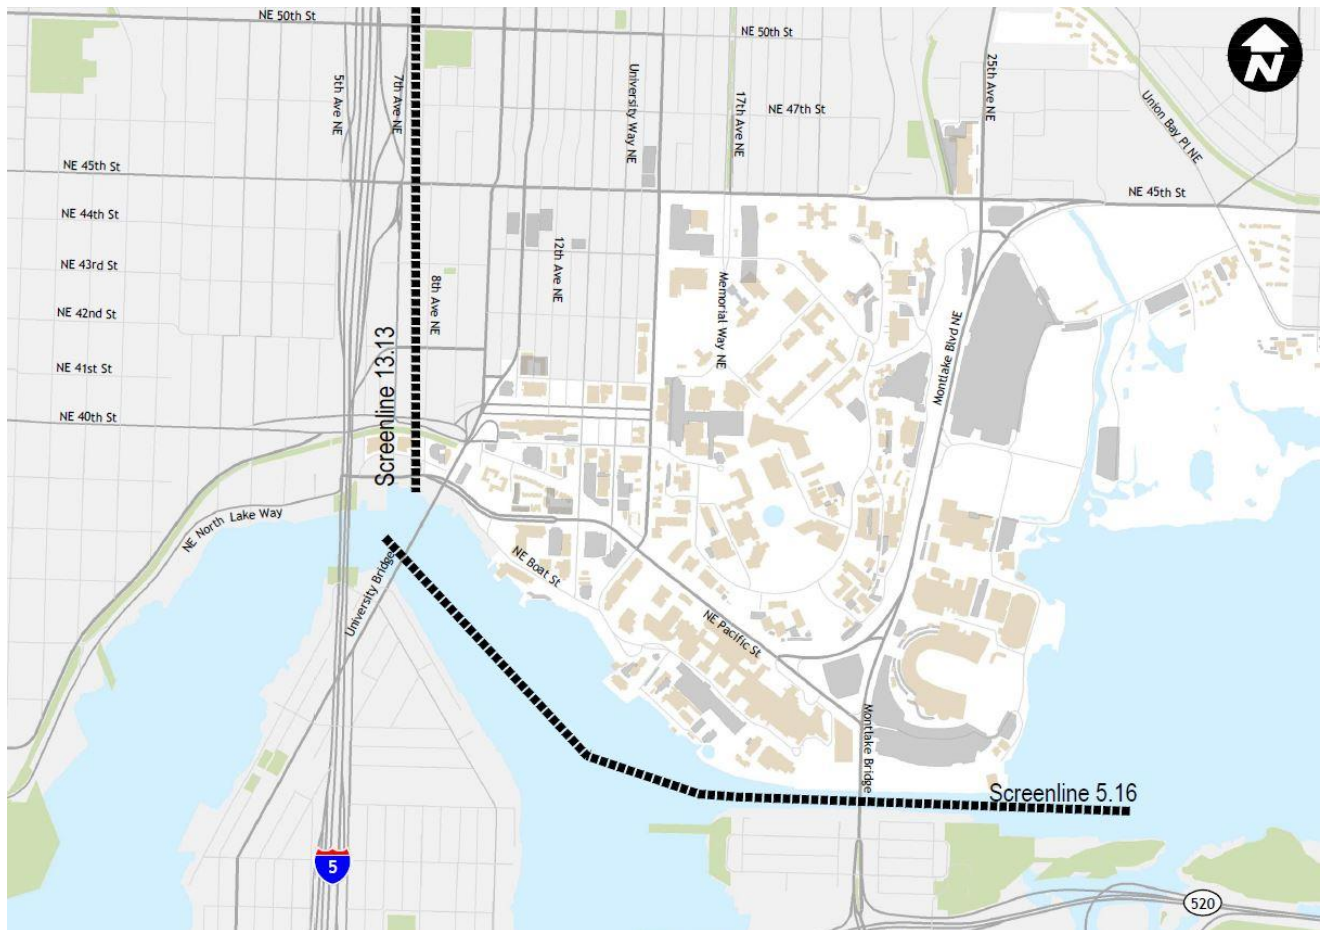 NE 50th St
NE 50th St
5th Ave NE
7th Ave NE
University Way NE
17th Ave NE
NE 47th St
25th Ave NE
Union Bay Pl NE
N
NE 45th St
NE 45th St
NE 44th St
NE 43rd St
NE 42nd St
NE 41st St
NE 40th St
8th Ave NE
12th Ave NE
Memorial Way NE
Montlake Blvd NE
Screenline 13.13
NE North Lake Way
University Bridge
NE Boat St
NE Pacific St
Montlake Bridge
Screenline 5.16
5
520